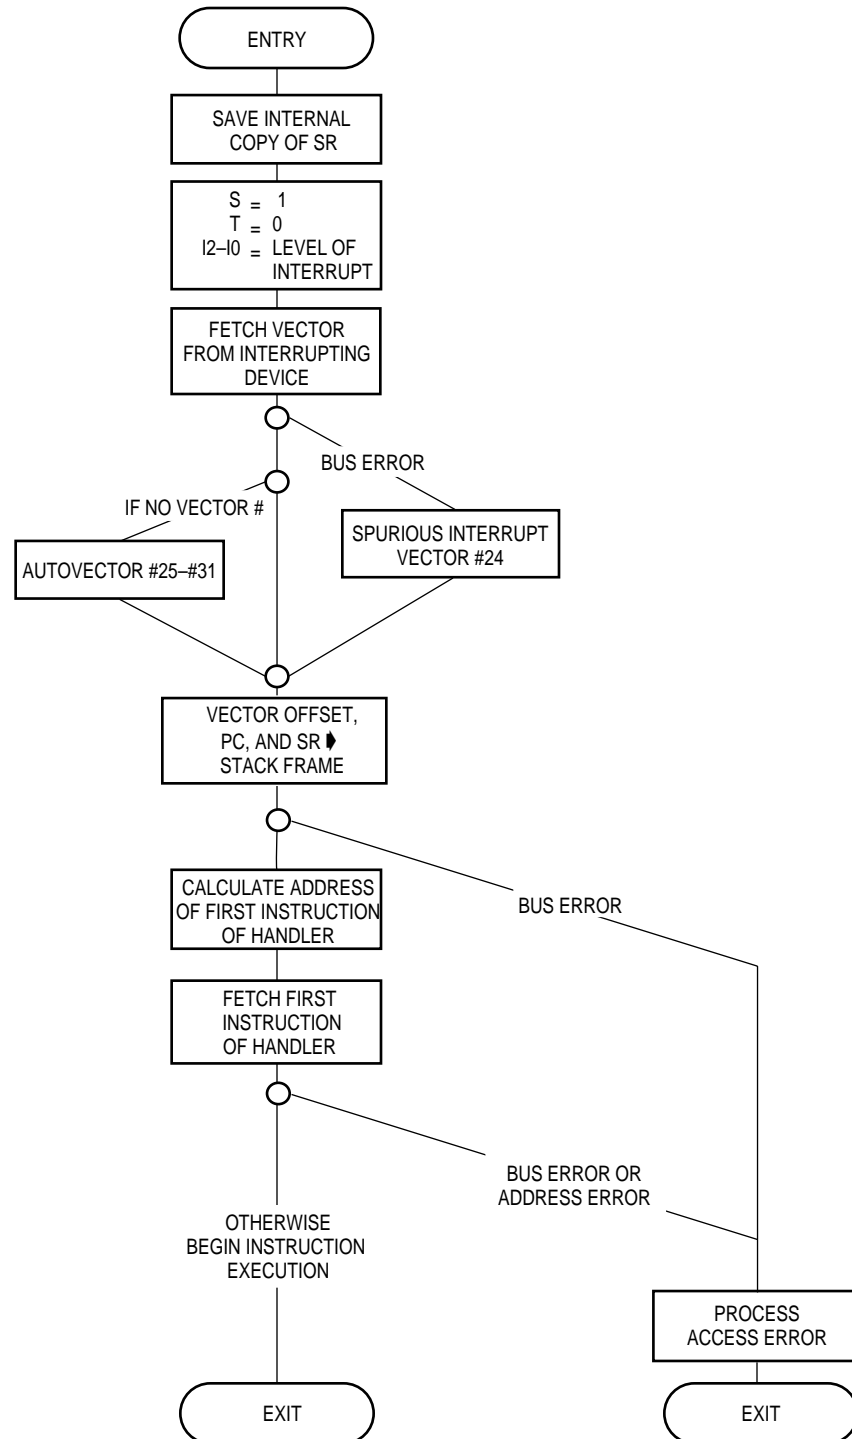 ENTRY
SAVE INTERNAL
COPY OF SR
S = 1
T = 0
I2–I0 = LEVEL OF
INTERRUPT
FETCH VECTOR
FROM INTERRUPTING
DEVICE
BUS ERROR
IF NO VECTOR #
SPURIOUS INTERRUPT
VECTOR #24
AUTOVECTOR #25–#31
VECTOR OFFSET,
PC, AND SR ➧
STACK FRAME
CALCULATE ADDRESS
OF FIRST INSTRUCTION
OF HANDLER
BUS ERROR
FETCH FIRST
INSTRUCTION
OF HANDLER
BUS ERROR OR
ADDRESS ERROR
OTHERWISE
BEGIN INSTRUCTION
EXECUTION
PROCESS
ACCESS ERROR
EXIT
EXIT